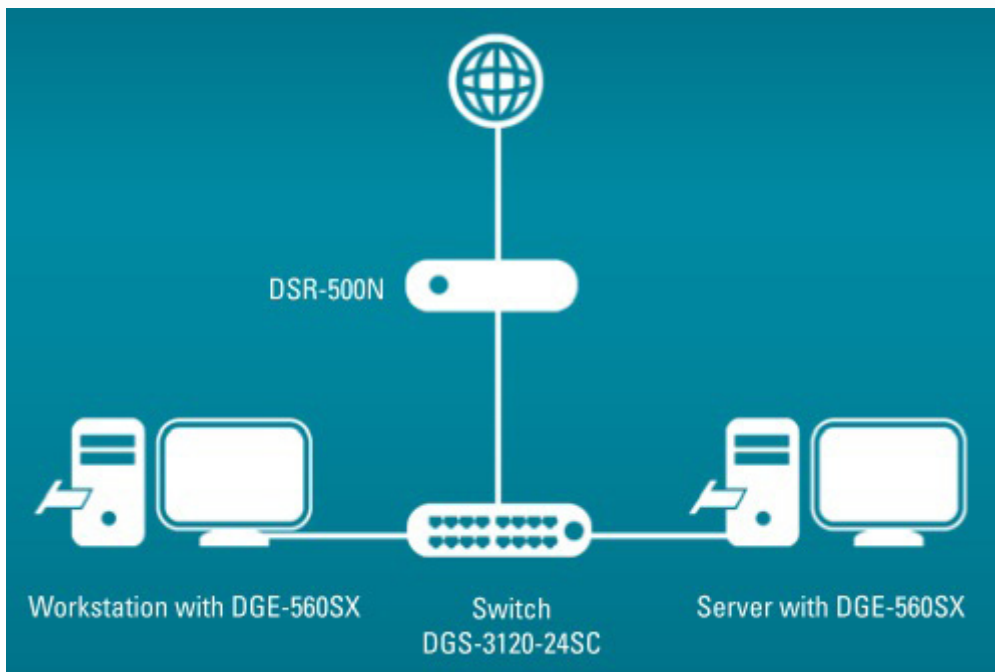 DSR-500N
Workstation with DGE-560SX
Switch
DGS-3120-24SC
Server with DGE-560SX